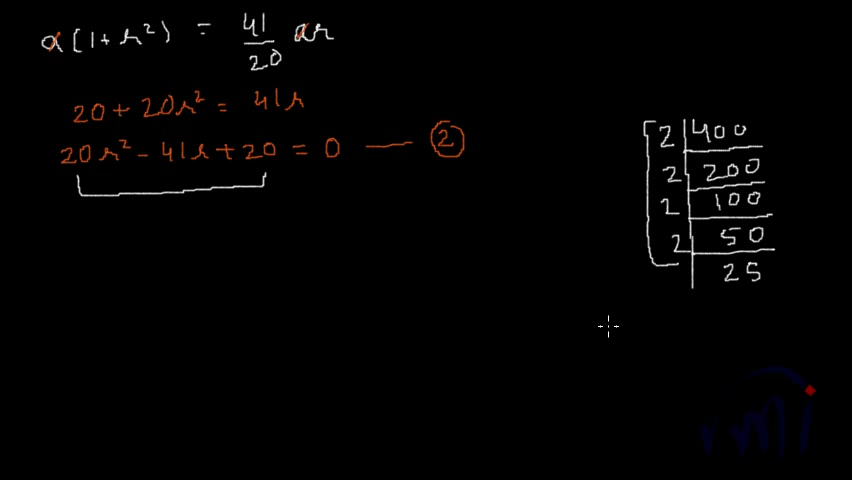 a(1+r²) = 41/20 ar
20 + 20r² = 41r
20r² - 41r + 20 = 0 — ②
2 | 400
2 | 200
2 | 100
2 | 50
| 25
rmi